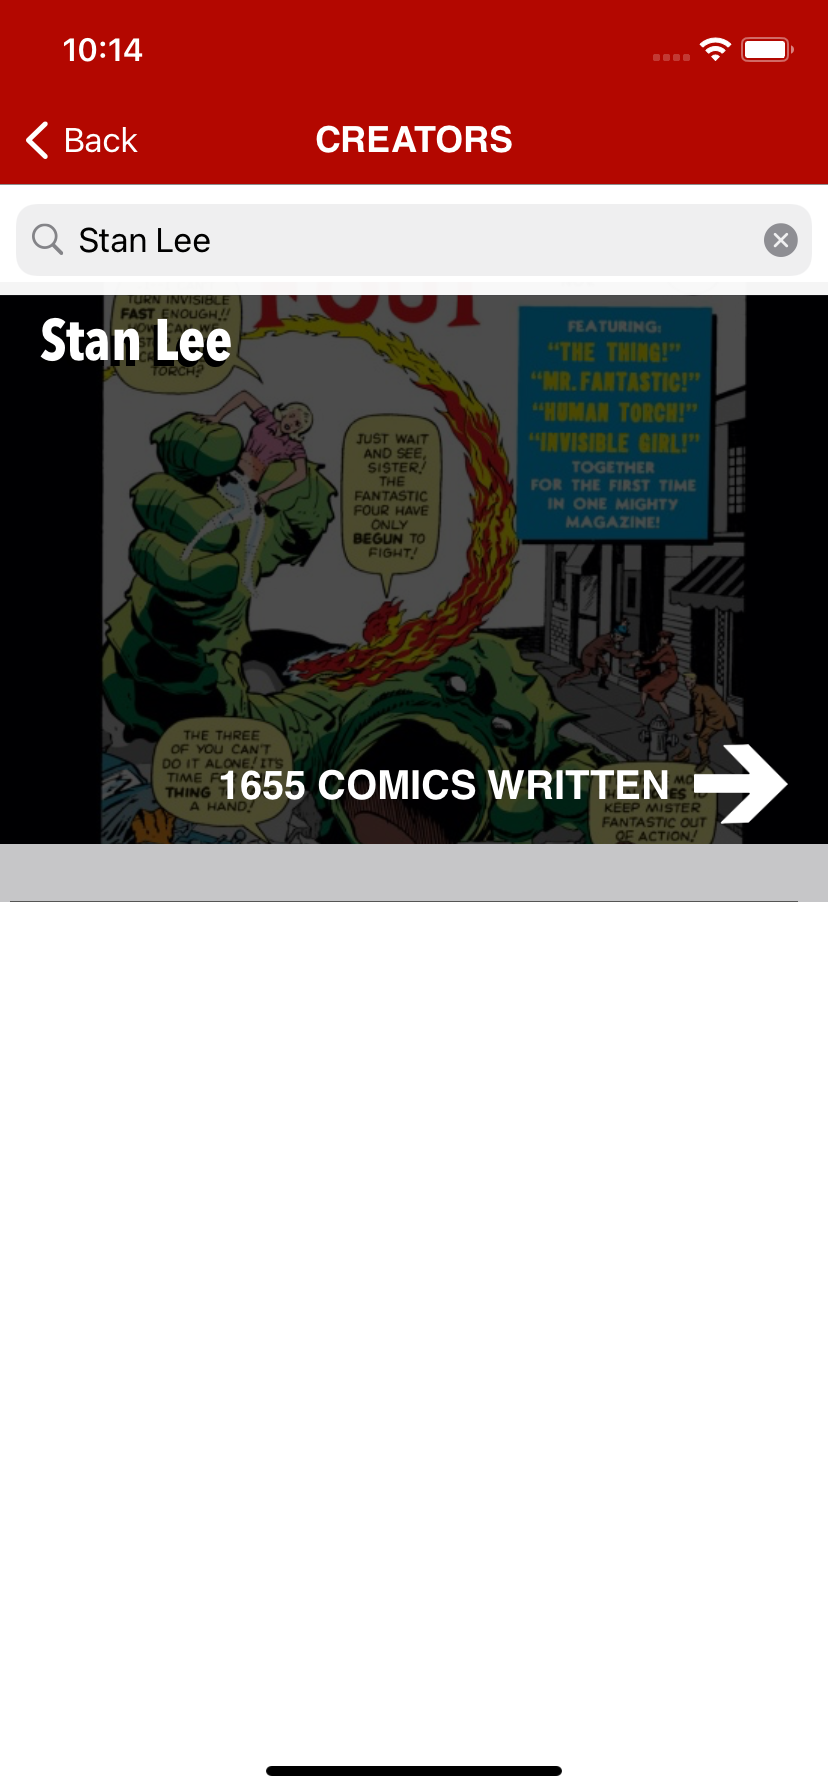 10:14
Back
CREATORS
Stan Lee
TURN INVISIBLE
FAST ENOUGH!!
TORCH?
Stan Lee
FOUR
FEATURING:
"THE THING!"
"MR. FANTASTIC!"
"HUMAN TORCH!"
"INVISIBLE GIRL!"
TOGETHER
FOR THE FIRST TIME
IN ONE MIGHTY
MAGAZINE!
JUST WAIT
AND SEE,
SISTER!
THE
FANTASTIC
FOUR HAVE
ONLY
BEGUN TO
FIGHT!
THE THREE
OF YOU CAN'T
DO IT ALONE! IT'S
TIME
THING
A HAND!
KEEP MISTER
FANTASTIC OUT
OF ACTION!
1655 COMICS WRITTEN